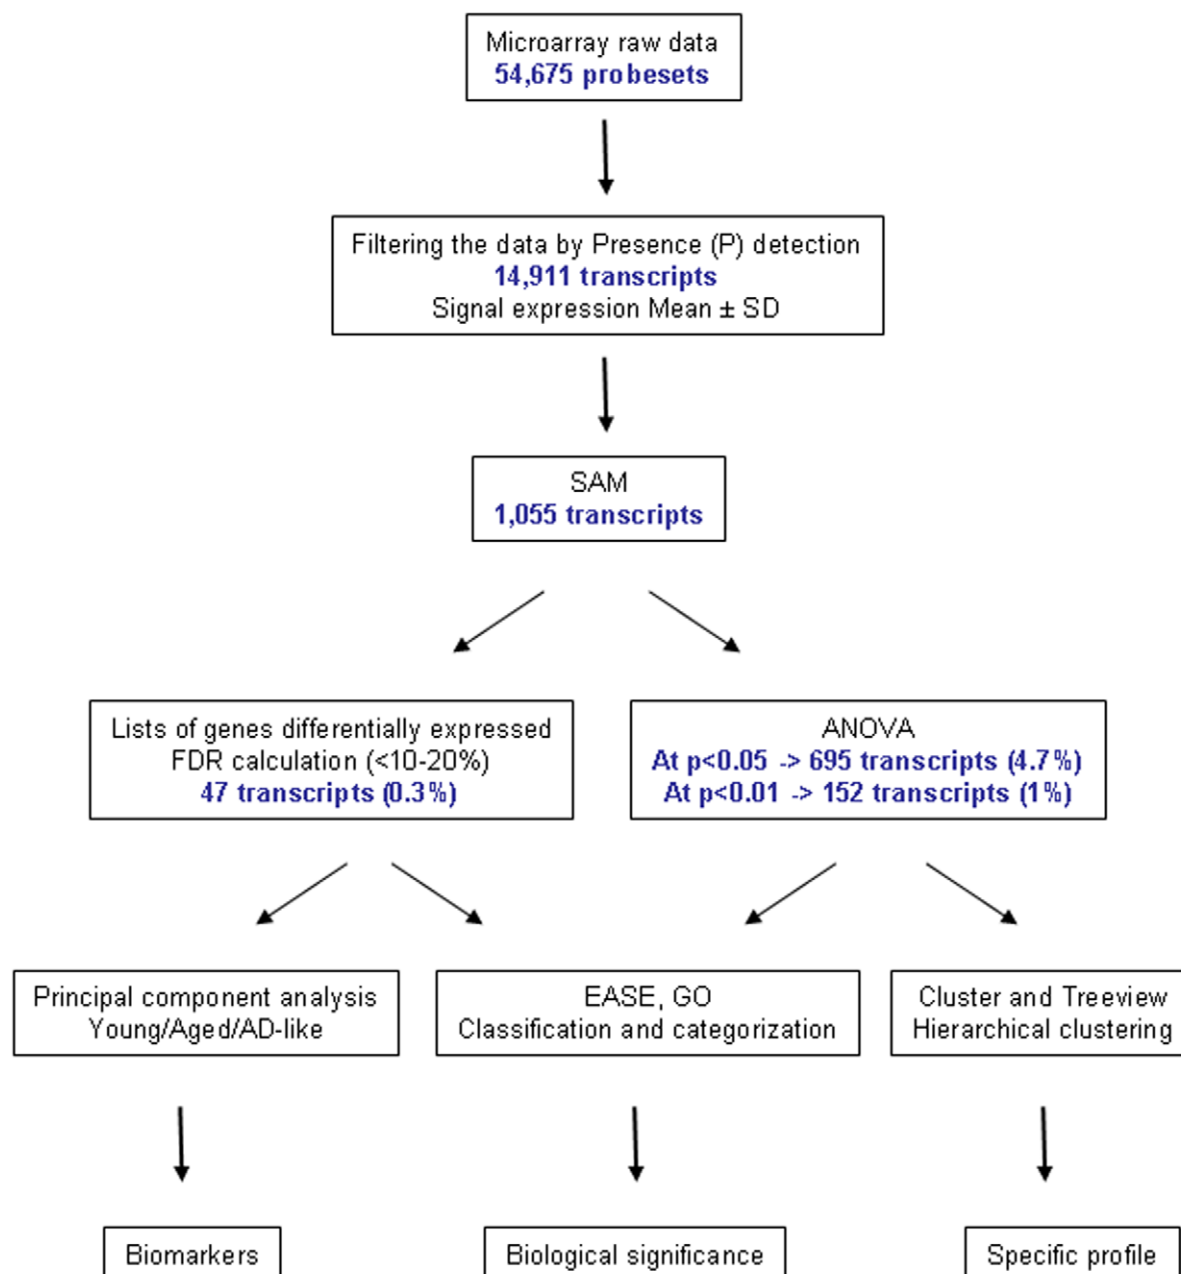 Microarray raw data
54,675 probesets
Filtering the data by Presence (P) detection
14,911 transcripts
Signal expression Mean ± SD
SAM
1,055 transcripts
Lists of genes differentially expressed
FDR calculation (<10-20%)
47 transcripts (0.3%)
ANOVA
At p<0.05 -> 695 transcripts (4.7%)
At p<0.01 -> 152 transcripts (1%)
Principal component analysis
Young/Aged/AD-like
EASE, GO
Classification and categorization
Cluster and Treeview
Hierarchical clustering
Biomarkers
Biological significance
Specific profile